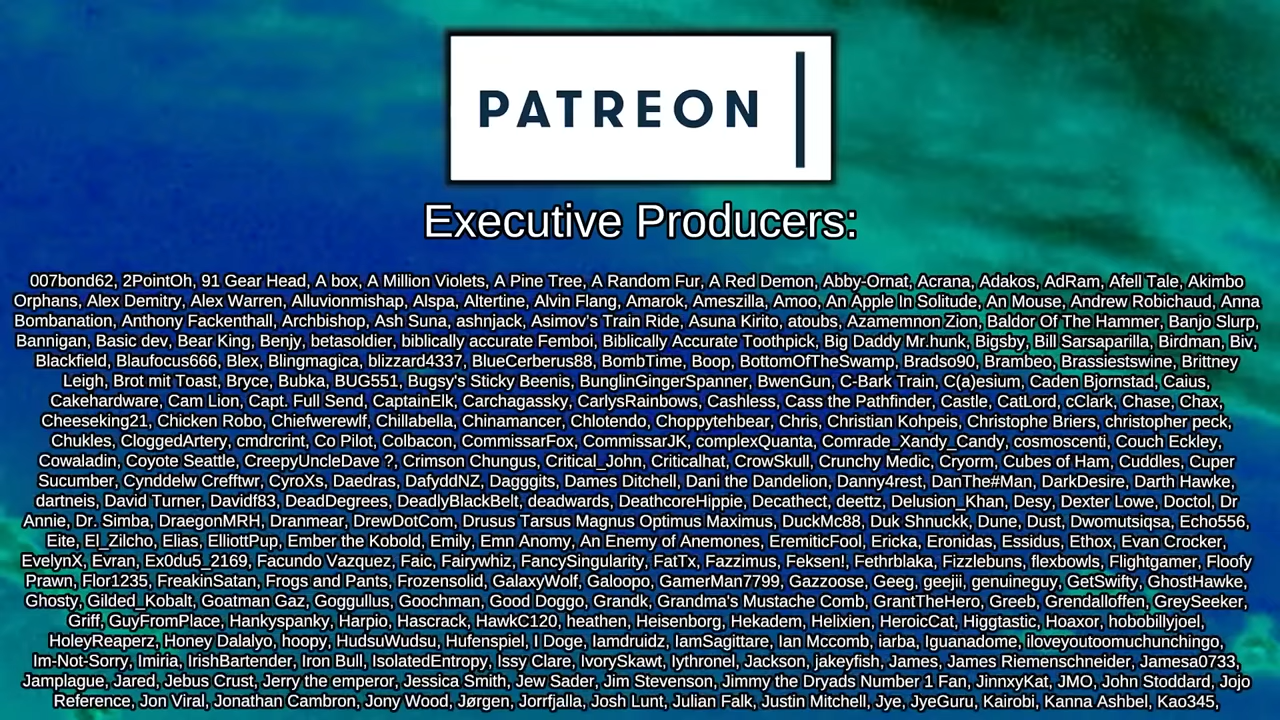 PATREON
Executive Producers:
007bond62, 2PointOh, 91 Gear Head, A box, A Million Violets, A Pine Tree, A Random Fur, A Red Demon, Abby-Ornat, Acrana, Adakos, AdRam, Afell Tale, Akimbo
Orphans, Alex Demitry, Alex Warren, Alluvionmishap, Alspa, Altertine, Alvin Flang, Amarok, Ameszilla, Amoo, An Apple In Solitude, An Mouse, Andrew Robichaud, Anna
Bombanation, Anthony Fackenthall, Archbishop, Ash Suna, ashnjack, Asimov's Train Ride, Asuna Kirito, atoubs, Azamemnon Zion, Baldor Of The Hammer, Banjo Slurp,
Bannigan, Basic dev, Bear King, Benjy, betasoldier, biblically accurate Femboi, Biblically Accurate Toothpick, Big Daddy Mr.hunk, Bigsby, Bill Sarsaparilla, Birdman, Biv,
Blackfield, Blaufocus666, Blex, Blingmagica, blizzard4337, BlueCerberus88, BombTime, Boop, BottomOfTheSwamp, Bradso90, Brambeo, Brassiestswine, Brittney
Leigh, Brot mit Toast, Bryce, Bubka, BUG551, Bugsy's Sticky Beenis, BunglinGingerSpanner, BwenGun, C-Bark Train, C(a)esium, Caden Bjornstad, Caius,
Cakehardware, Cam Lion, Capt. Full Send, CaptainElk, Carchagassky, CarlysRainbows, Cashless, Cass the Pathfinder, Castle, CatLord, cClark, Chase, Chax,
Cheeseking21, Chicken Robo, Chiefwerewlf, Chillabella, Chinamancer, Chlotendo, Choppytehbear, Chris, Christian Kohpeis, Christophe Briers, christopher peck,
Chukles, CloggedArtery, cmdrcrint, Co Pilot, Colbacon, CommissarFox, CommissarJK, complexQuanta, Comrade_Xandy_Candy, cosmoscenti, Couch Eckley,
Cowaladin, Coyote Seattle, CreepyUncleDave ?, Crimson Chungus, Critical_John, Criticalhat, CrowSkull, Crunchy Medic, Cryorm, Cubes of Ham, Cuddles, Cuper
Sucumber, Cynddelw Crefftwr, CyroXs, Daedras, DafyddNZ, Dagggits, Dames Ditchell, Dani the Dandelion, Danny4rest, DanThe#Man, DarkDesire, Darth Hawke,
dartneis, David Turner, Davidf83, DeadDegrees, DeadlyBlackBelt, deadwards, DeathcoreHippie, Decathect, deettz, Delusion_Khan, Desy, Dexter Lowe, Doctol, Dr
Annie, Dr. Simba, DraegonMRH, Dranmear, DrewDotCom, Drusus Tarsus Magnus Optimus Maximus, DuckMc88, Duk Shnuckk, Dune, Dust, Dwomutsiqsa, Echo556,
Eite, El_Zilcho, Elias, ElliottPup, Ember the Kobold, Emily, Emn Anomy, An Enemy of Anemones, EremiticFool, Ericka, Eronidas, Essidus, Ethox, Evan Crocker,
EvelynX, Evran, Ex0du5_2169, Facundo Vazquez, Faic, Fairywhiz, FancySingularity, FatTx, Fazzimus, Feksen!, Fethrblaka, Fizzlebuns, flexbowls, Flightgamer, Floofy
Prawn, Flor1235, FreakinSatan, Frogs and Pants, Frozensolid, GalaxyWolf, Galoopo, GamerMan7799, Gazzoose, Geeg, geejii, genuineguy, GetSwifty, GhostHawke,
Ghosty, Gilded_Kobalt, Goatman Gaz, Goggullus, Goochman, Good Doggo, Grandk, Grandma's Mustache Comb, GrantTheHero, Greeb, Grendalloffen, GreySeeker,
Griff, GuyFromPlace, Hankyspanky, Harpio, Hascrack, HawkC120, heathen, Heisenborg, Hekadem, Helixien, HeroicCat, Higgtastic, Hoaxor, hobobillyjoel,
HoleyReaperz, Honey Dalalyo, hoopy, HudsuWudsu, Hufenspiel, I Doge, Iamdruidz, IamSagittare, Ian Mccomb, iarba, Iguanadome, iloveyoutoomuchunchingo,
Im-Not-Sorry, Imiria, IrishBartender, Iron Bull, IsolatedEntropy, Issy Clare, IvorySkawt, Iythronel, Jackson, jakeyfish, James, James Riemenschneider, Jamesa0733,
Jamplague, Jared, Jebus Crust, Jerry the emperor, Jessica Smith, Jew Sader, Jim Stevenson, Jimmy the Dryads Number 1 Fan, JinnxyKat, JMO, John Stoddard, Jojo
Reference, Jon Viral, Jonathan Cambron, Jony Wood, Jørgen, Jorrfjalla, Josh Lunt, Julian Falk, Justin Mitchell, Jye, JyeGuru, Kairobi, Kanna Ashbel, Kao345,